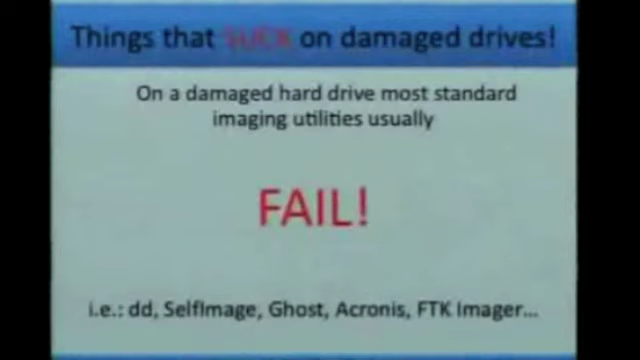 Things that SUCK on damaged drives!
On a damaged hard drive most standard
imaging utilities usually
FAIL!
i.e.: dd, SelfImage, Ghost, Acronis, FTK Imager...